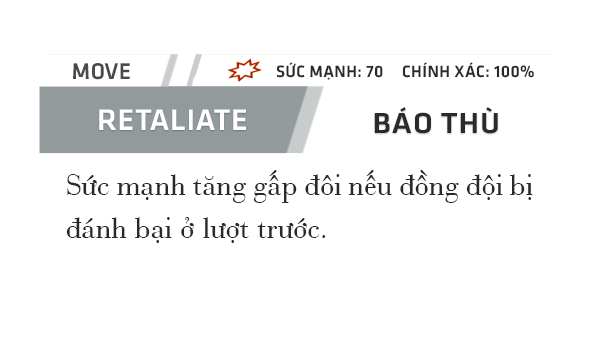 MOVE SỨC MẠNH: 70 CHÍNH XÁC: 100%
RETALIATE BÁO THÙ
Sức mạnh tăng gấp đôi nếu đồng đội bị
đánh bại ở lượt trước.